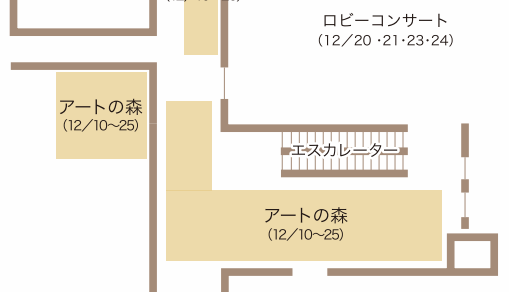 ロビーコンサート
（12／20 ・21・23・24）
アートの森
（12／10〜25）
エスカレーター
アートの森
（12／10〜25）